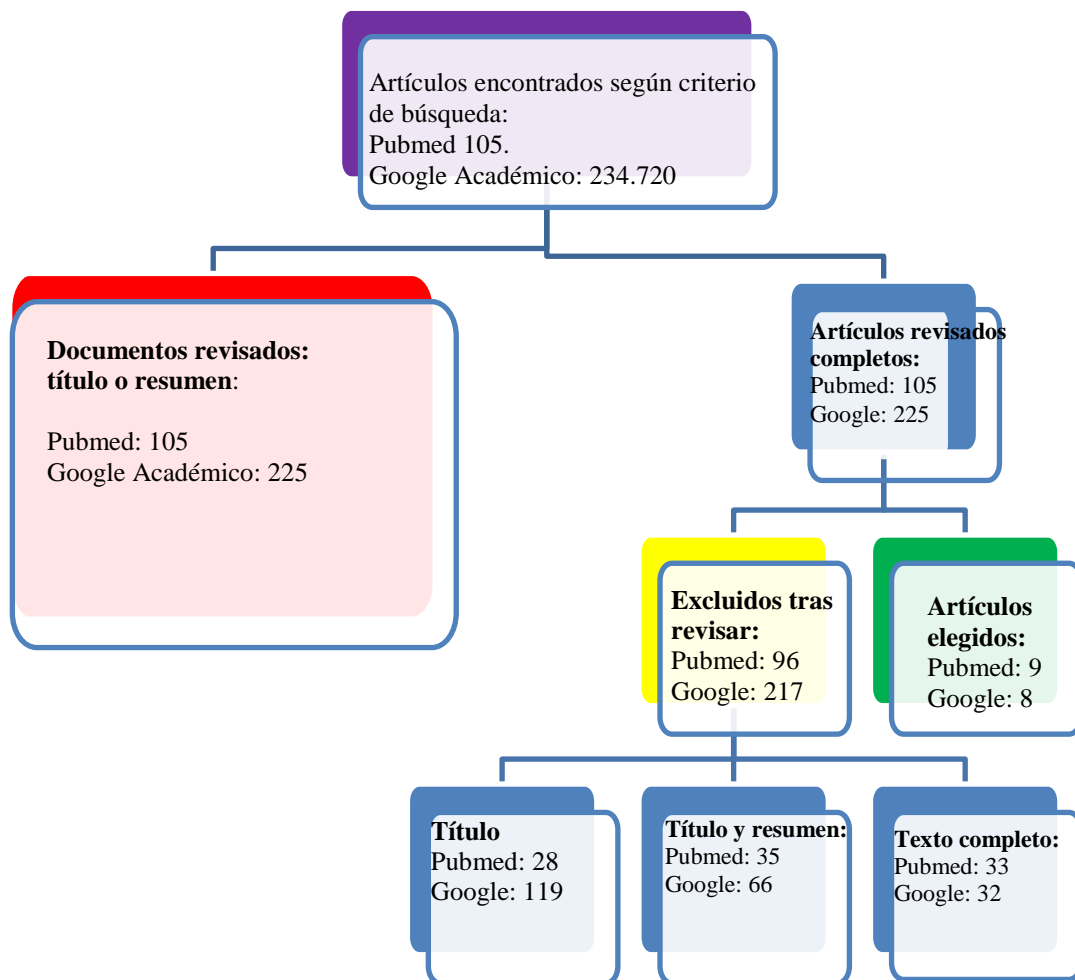 Artículos encontrados según criterio
de búsqueda:
Pubmed 105.
Google Académico: 234.720
Documentos revisados:
título o resumen:
Pubmed: 105
Google Académico: 225
Artículos revisados
completos:
Pubmed: 105
Google: 225
Excluidos tras
revisar:
Pubmed: 96
Google: 217
Artículos
elegidos:
Pubmed: 9
Google: 8
Título
Pubmed: 28
Google: 119
Título y resumen:
Pubmed: 35
Google: 66
Texto completo:
Pubmed: 33
Google: 32